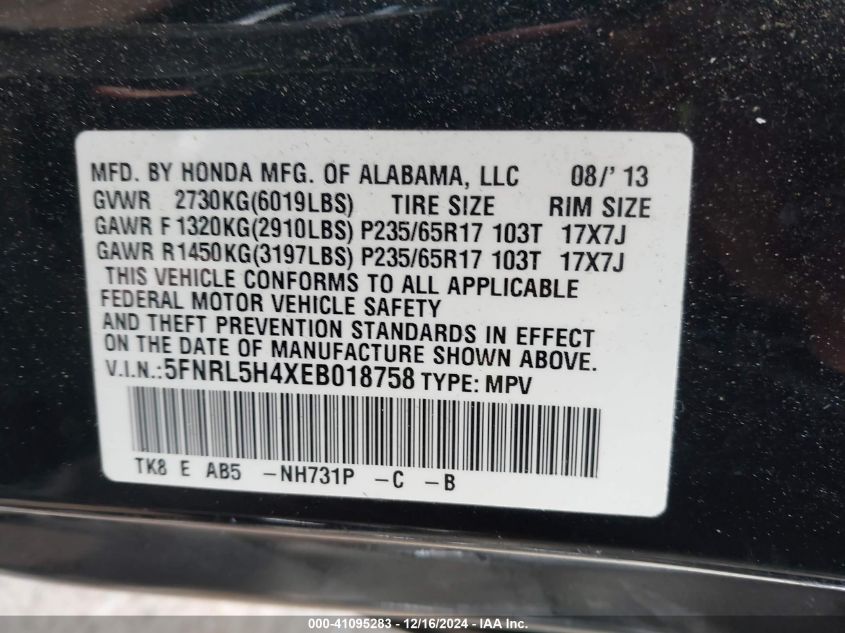 MFD. BY HONDA MFG. OF ALABAMA, LLC 08/' 13
GVWR 2730KG(6019LBS) TIRE SIZE RIM SIZE
GAWR F 1320KG(2910LBS) P235/65R17 103T 17X7J
GAWR R1450KG(3197LBS) P235/65R17 103T 17X7J
THIS VEHICLE CONFORMS TO ALL APPLICABLE
FEDERAL MOTOR VEHICLE SAFETY
AND THEFT PREVENTION STANDARDS IN EFFECT
ON THE DATE OF MANUFACTURE SHOWN ABOVE.
V.I.N.:5FNRL5H4XEB018758 TYPE: MPV
TK8 E AB5 -NH731P -C -B
000-41095283 - 12/16/2024 - IAA Inc.